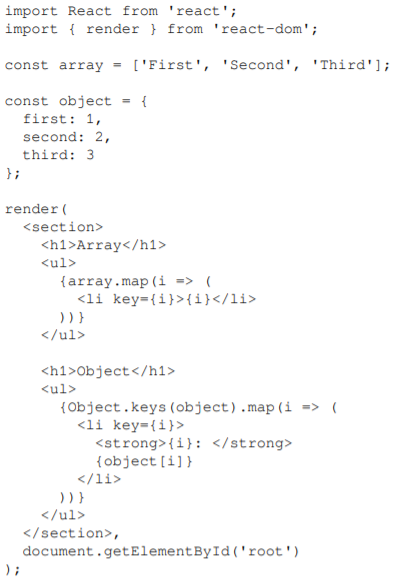 import React from 'react';
import { render } from 'react-dom';

const array = ['First', 'Second', 'Third'];

const object = {
  first: 1,
  second: 2,
  third: 3
};

render(
  <section>
    <h1>Array</h1>
    <ul>
      {array.map(i => (
        <li key={i}>{i}</li>
      ))}
    </ul>

    <h1>Object</h1>
    <ul>
      {Object.keys(object).map(i => (
        <li key={i}>
          <strong>{i}: </strong>
          {object[i]}
        </li>
      ))}
    </ul>
  </section>,
  document.getElementById('root')
);